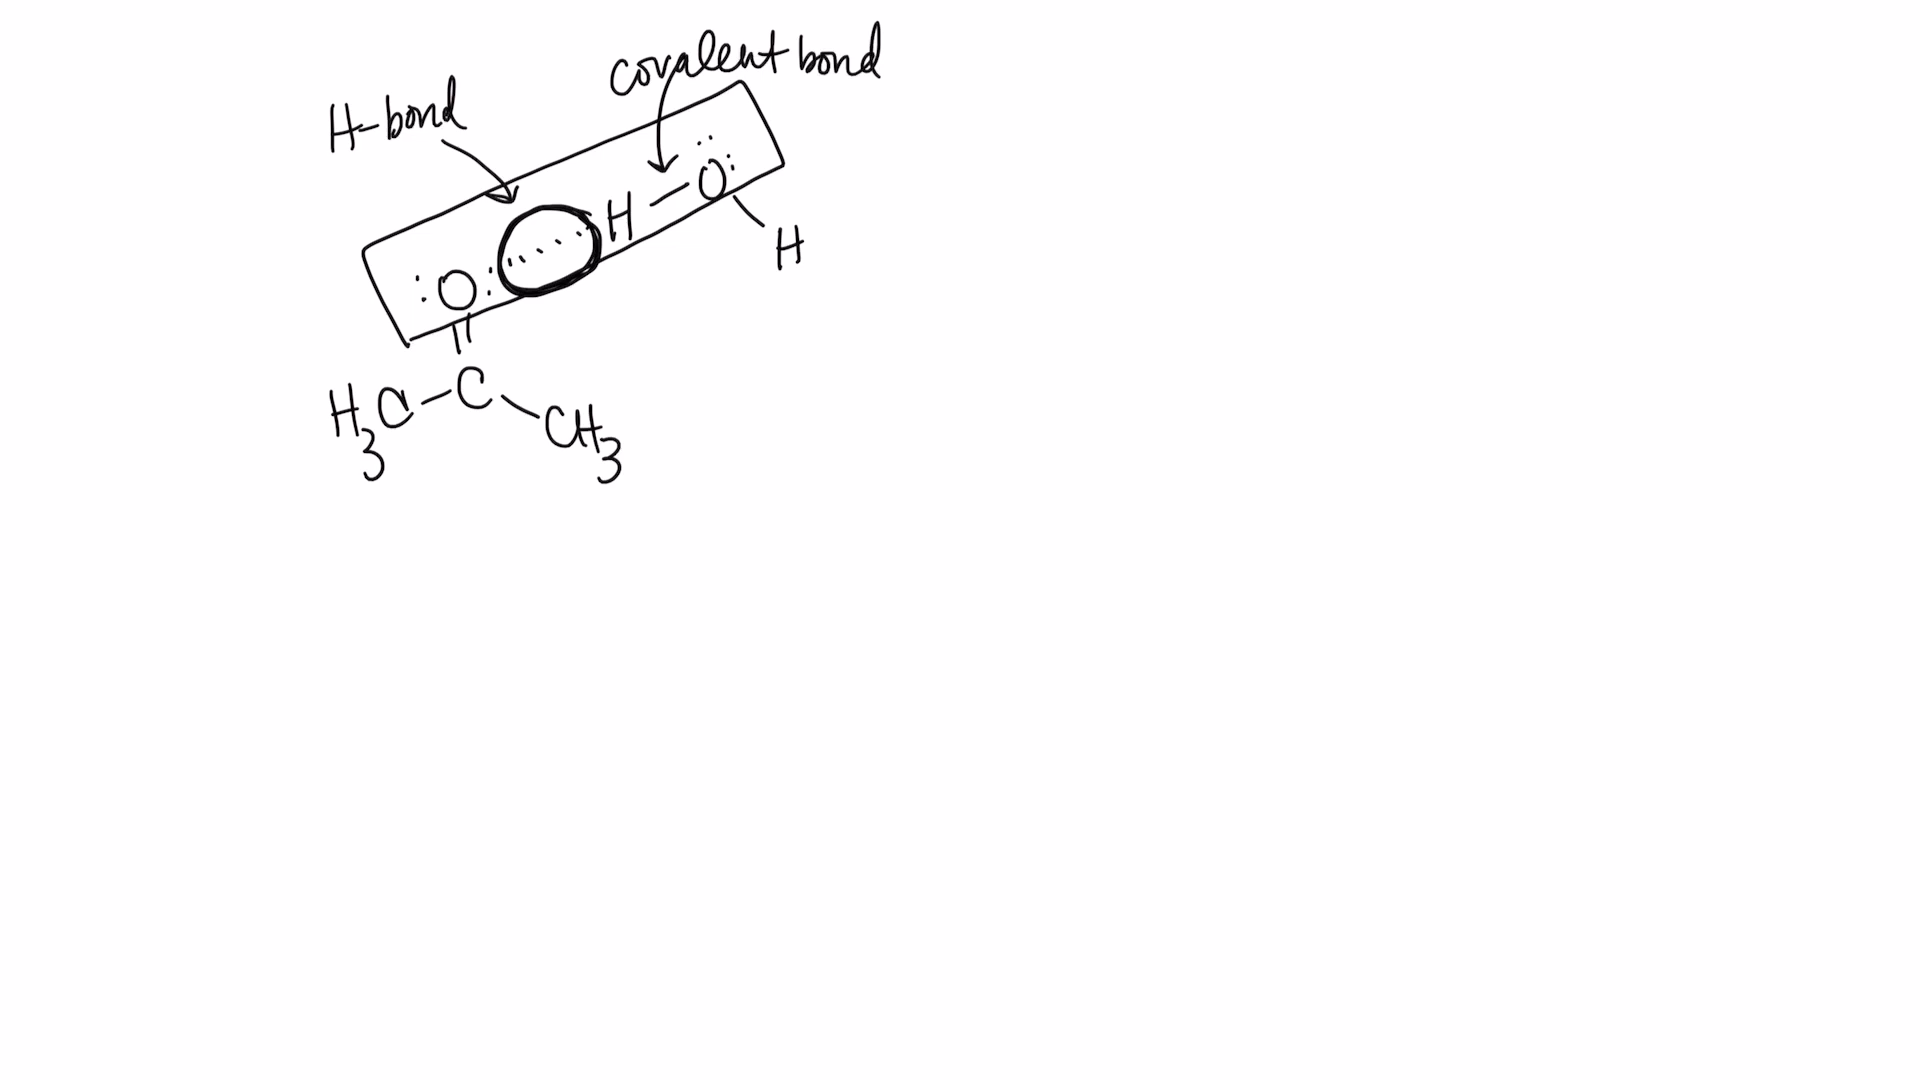 covalent bond
H-bond
H–O
H
O
H₃C–C–CH₃